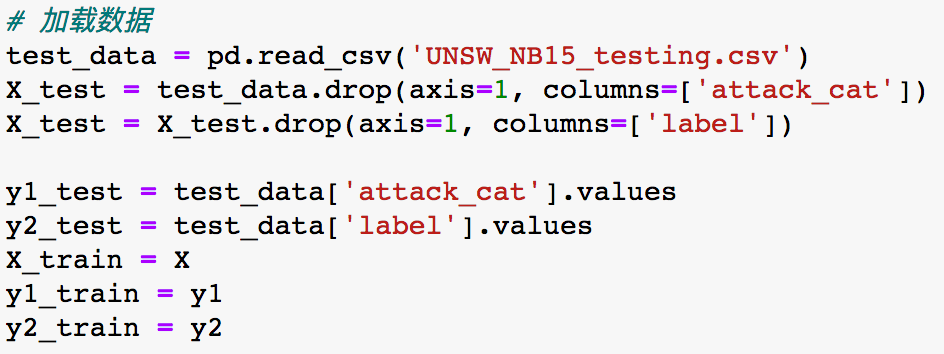 # 加载数据
test_data = pd.read_csv('UNSW_NB15_testing.csv')
X_test = test_data.drop(axis=1, columns=['attack_cat'])
X_test = X_test.drop(axis=1, columns=['label'])
y1_test = test_data['attack_cat'].values
y2_test = test_data['label'].values
X_train = X
y1_train = y1
y2_train = y2